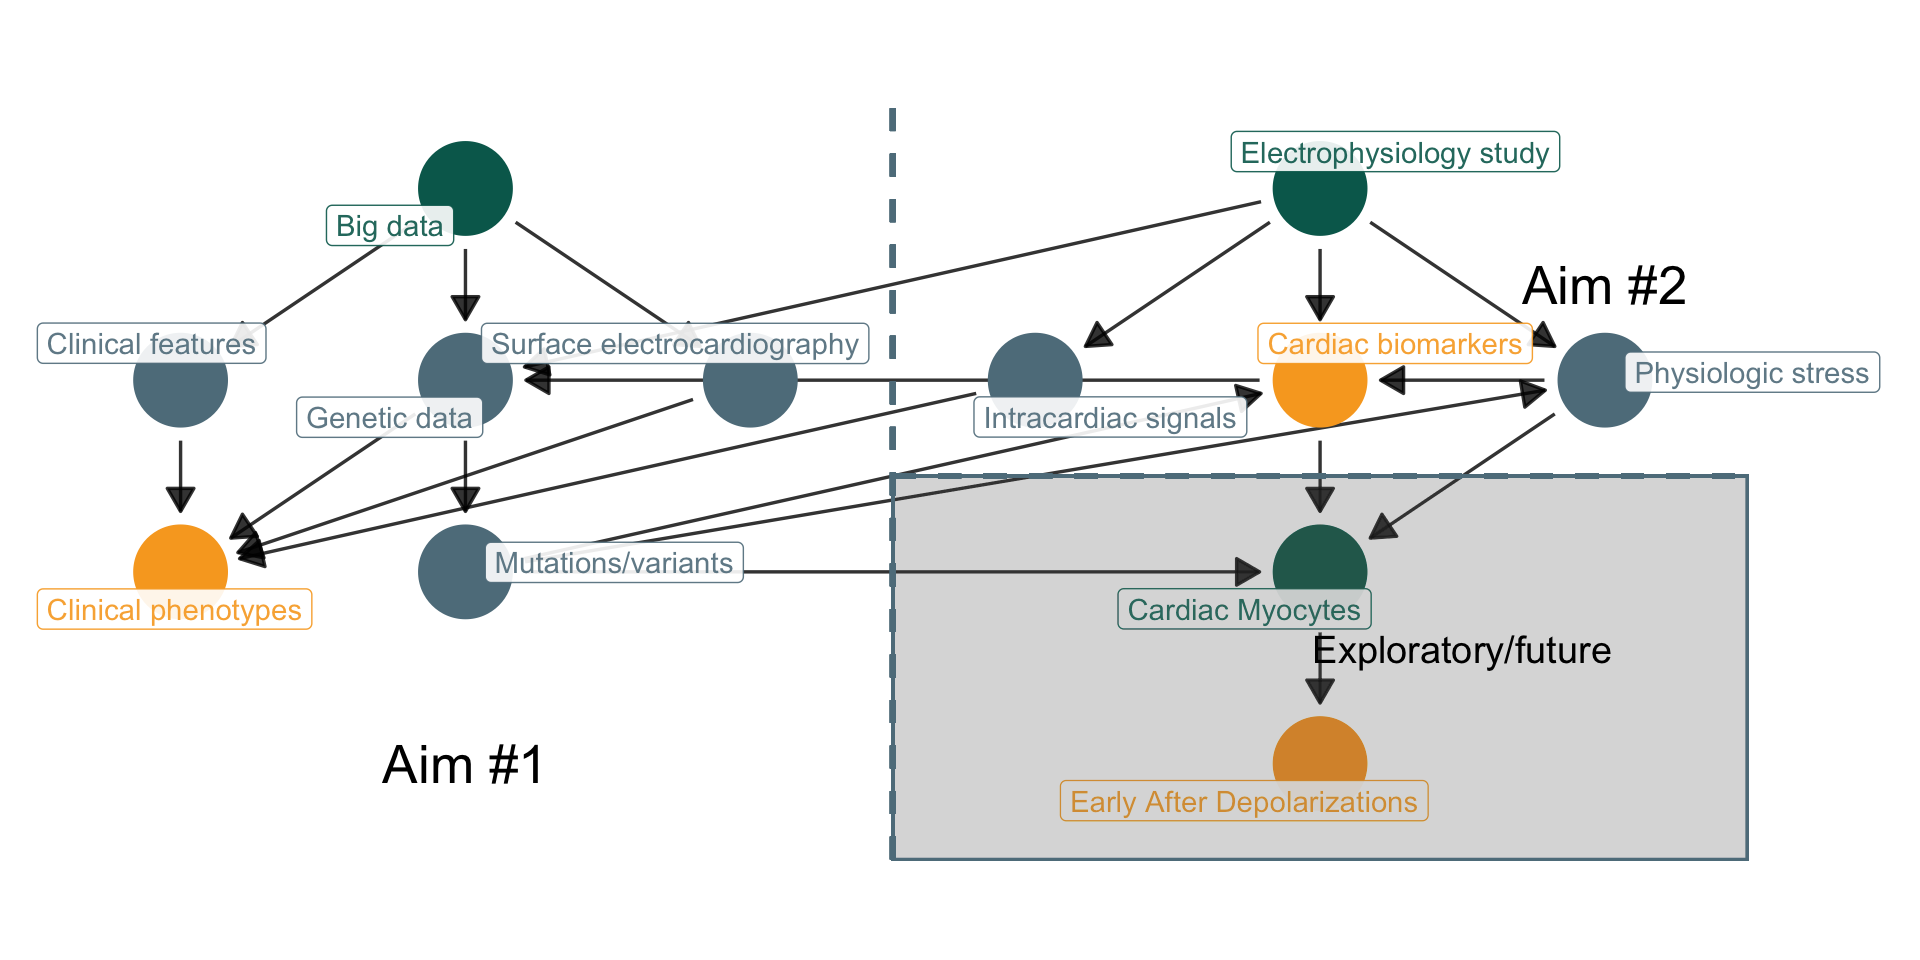 Electrophysiology study
Big data
Aim #2
Clinical features
Surface electrocardiography
Cardiac biomarkers
Physiologic stress
Genetic data
Intracardiac signals
Mutations/variants
Clinical phenotypes
Cardiac Myocytes
Exploratory/future
Aim #1
Early After Depolarizations